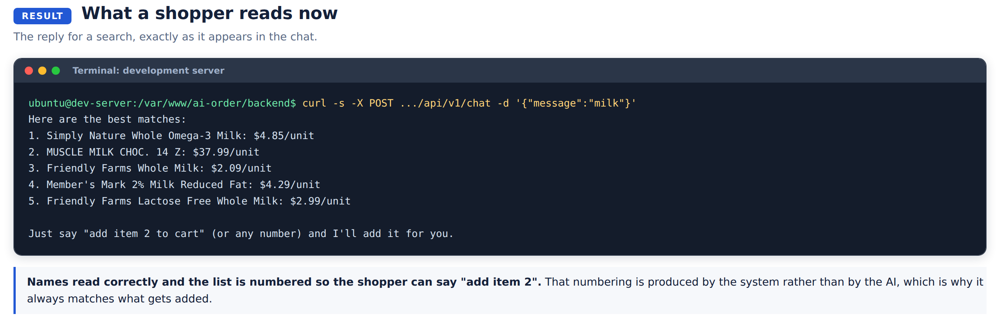 RESULT What a shopper reads now
The reply for a search, exactly as it appears in the chat.
Terminal: development server
ubuntu@dev-server:/var/www/ai-order/backend$ curl -s -X POST .../api/v1/chat -d '{"message":"milk"}'
Here are the best matches:
1. Simply Nature Whole Omega-3 Milk: $4.85/unit
2. MUSCLE MILK CHOC. 14 Z: $37.99/unit
3. Friendly Farms Whole Milk: $2.09/unit
4. Member's Mark 2% Milk Reduced Fat: $4.29/unit
5. Friendly Farms Lactose Free Whole Milk: $2.99/unit
Just say "add item 2 to cart" (or any number) and I'll add it for you.
Names read correctly and the list is numbered so the shopper can say "add item 2". That numbering is produced by the system rather than by the AI, which is why it
always matches what gets added.